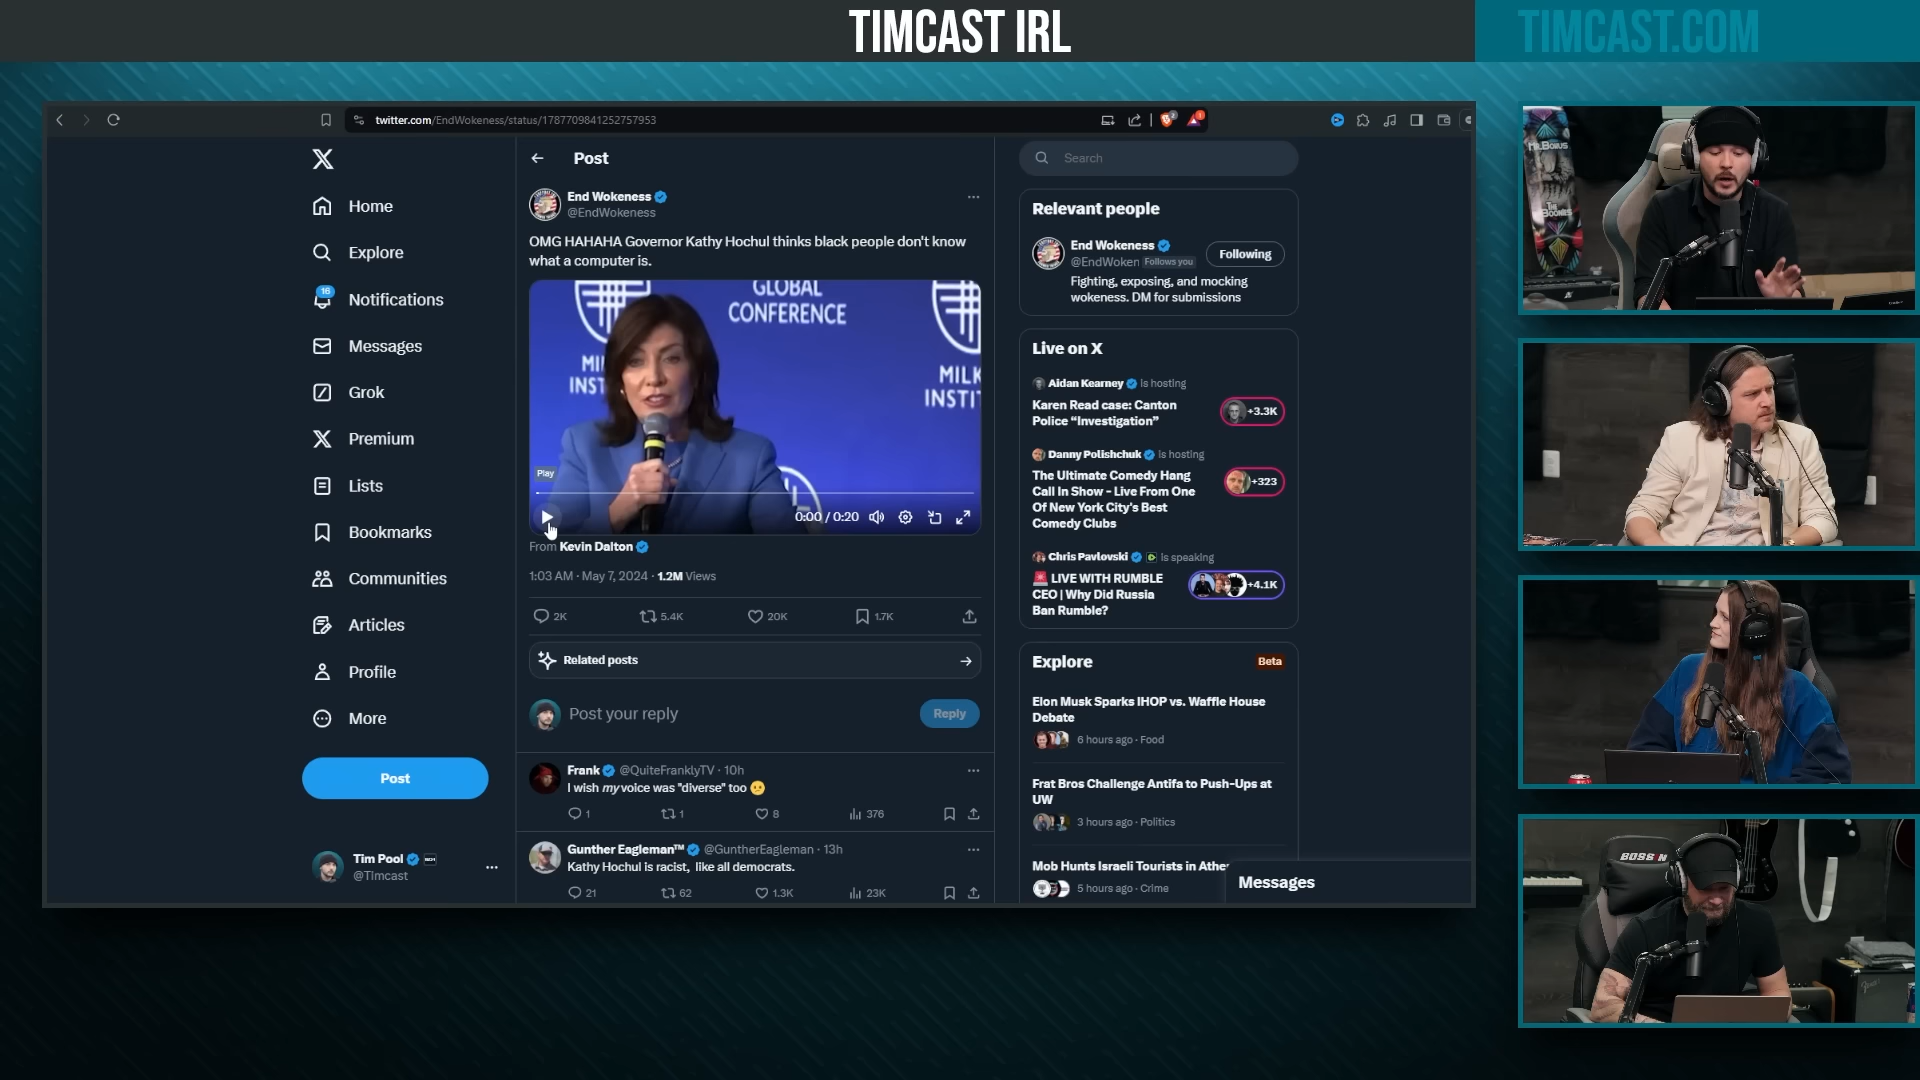 TIMCAST IRL
TIMCAST.COM
twitter.com/EndWokeness/status/1787709841252757953
Home
Explore
16
Notifications
Messages
Grok
Premium
Lists
Bookmarks
Communities
Articles
Profile
More
Post
Tim Pool
@Timcast
Post
End Wokeness
@EndWokeness
OMG HAHAHA Governor Kathy Hochul thinks black people don't know
what a computer is.
GLOBAL
CONFERENCE
MI
INST
MILK
INSTI
Play
0:00 / 0:20
From Kevin Dalton
1:03 AM · May 7, 2024 · 1.2M Views
2K
5.4K
20K
1.7K
Related posts
Post your reply
Reply
Frank @QuiteFranklyTV · 10h
I wish my voice was "diverse" too 🫤
1
1
8
376
Gunther Eagleman™ @GuntherEagleman · 13h
Kathy Hochul is racist, like all democrats.
21
62
1.3K
23K
Search
Relevant people
End Wokeness
@EndWoken Follows you
Following
Fighting, exposing, and mocking
wokeness. DM for submissions
Live on X
Aidan Kearney is hosting
Karen Read case: Canton
Police “Investigation”
+3.3K
Danny Polishchuk is hosting
The Ultimate Comedy Hang
Call In Show - Live From One
Of New York City's Best
Comedy Clubs
+323
Chris Pavlovski is speaking
🚨 LIVE WITH RUMBLE
CEO | Why Did Russia
Ban Rumble?
+4.1K
Explore
Beta
Elon Musk Sparks IHOP vs. Waffle House
Debate
6 hours ago · Food
Frat Bros Challenge Antifa to Push-Ups at
UW
3 hours ago · Politics
Mob Hunts Israeli Tourists in Athe
5 hours ago · Crime
Messages
MR.BONUS
THE
BOONIES
BOSS N